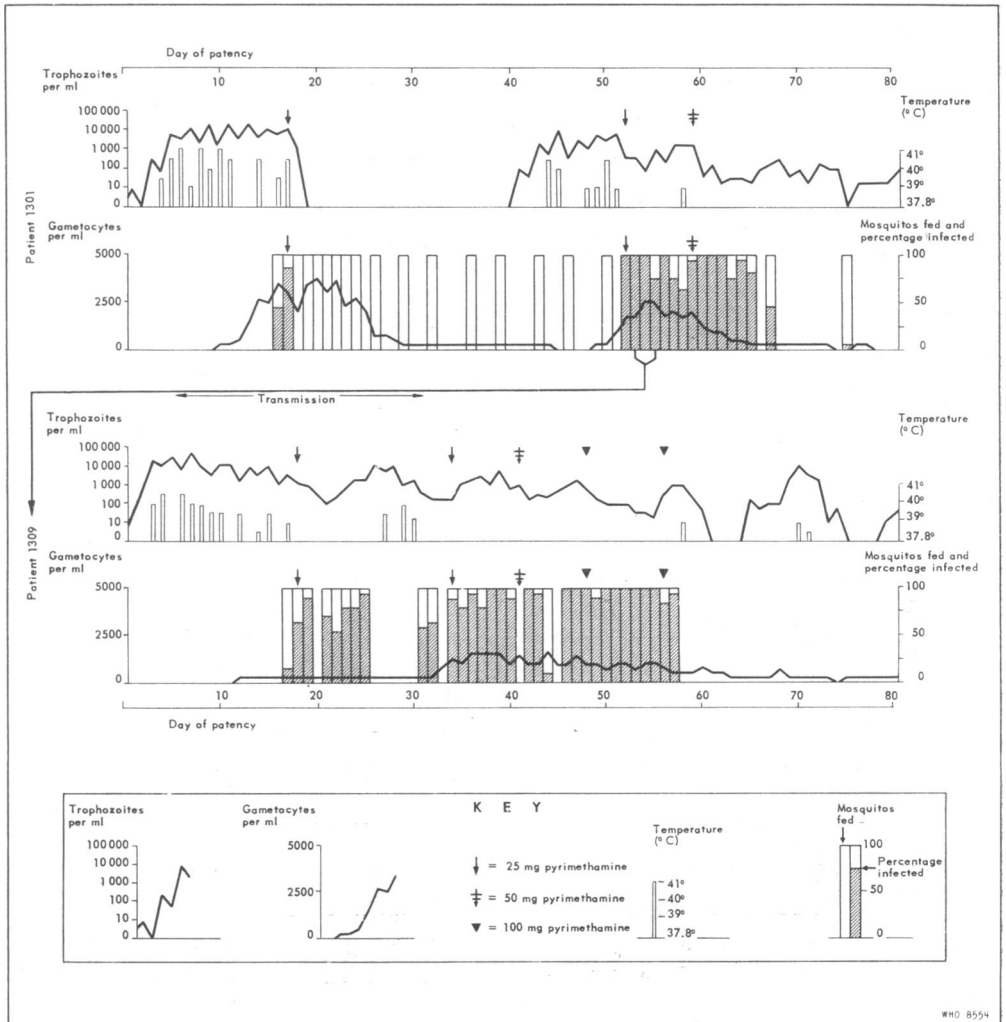 Day of patency
10 20 30 40 50 60 70 80
Trophozoites
per ml
100 000
10 000
1 000
100
10
0
Temperature
(° C)
41°
40°
39°
37.8°
Patient 1301
Gametocytes
per ml
5000
2500
0
Mosquitos fed and
percentage infected
100
50
0
Transmission
Trophozoites
per ml
100 000
10 000
1 000
100
10
0
Temperature
(° C)
41°
40°
39°
37.8°
Patient 1309
Gametocytes
per ml
5000
2500
0
Mosquitos fed and
percentage infected
100
50
0
10 20 30 40 50 60 70 80
Day of patency
KEY
Trophozoites
per ml
100 000
10 000
1 000
100
10
0
Gametocytes
per ml
5000
2500
0
= 25 mg pyrimethamine
= 50 mg pyrimethamine
= 100 mg pyrimethamine
Temperature
(° C)
41°
40°
39°
37.8°
Mosquitos
fed
100
Percentage
infected
50
0
WHO 8554